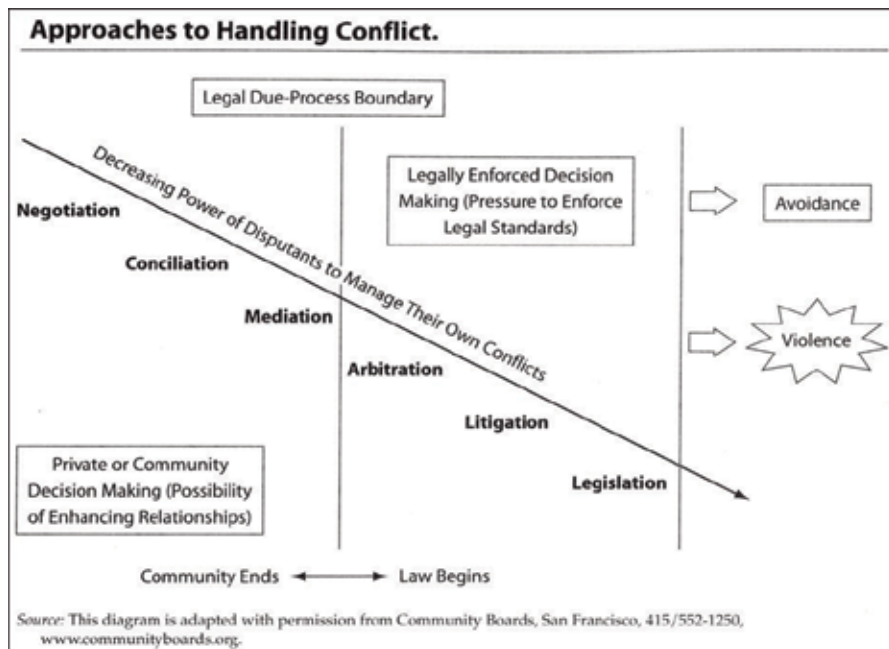 Approaches to Handling Conflict.
Legal Due-Process Boundary
Decreasing Power of Disputants to Manage Their Own Conflicts
Negotiation
Conciliation
Mediation
Private or Community
Decision Making (Possibility
of Enhancing Relationships)
Legally Enforced Decision
Making (Pressure to Enforce
Legal Standards)
Arbitration
Litigation
Legislation
Avoidance
Violence
Community Ends
Law Begins
Source: This diagram is adapted with permission from Community Boards, San Francisco, 415/552-1250,
www.communityboards.org.